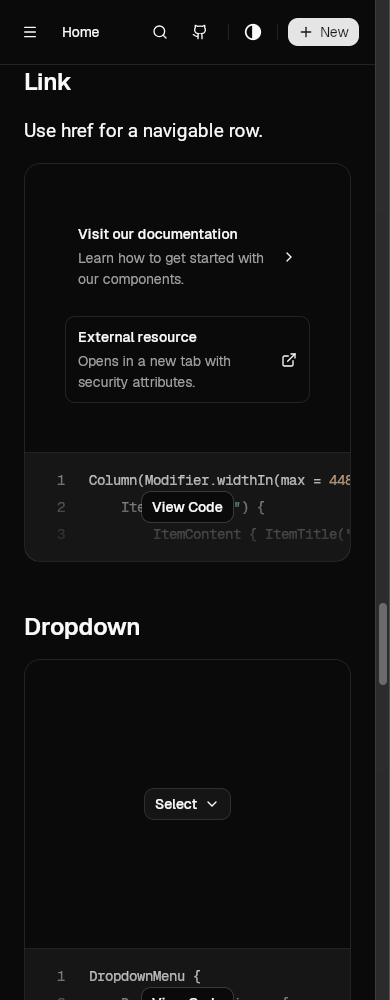 Home
New
Link
Use href for a navigable row.
Visit our documentation
Learn how to get started with
our components.
External resource
Opens in a new tab with
security attributes.
1 Column(Modifier.widthIn(max = 448
2 Ite ") {
View Code
3 ItemContent { ItemTitle("
Dropdown
Select
1 DropdownMenu {